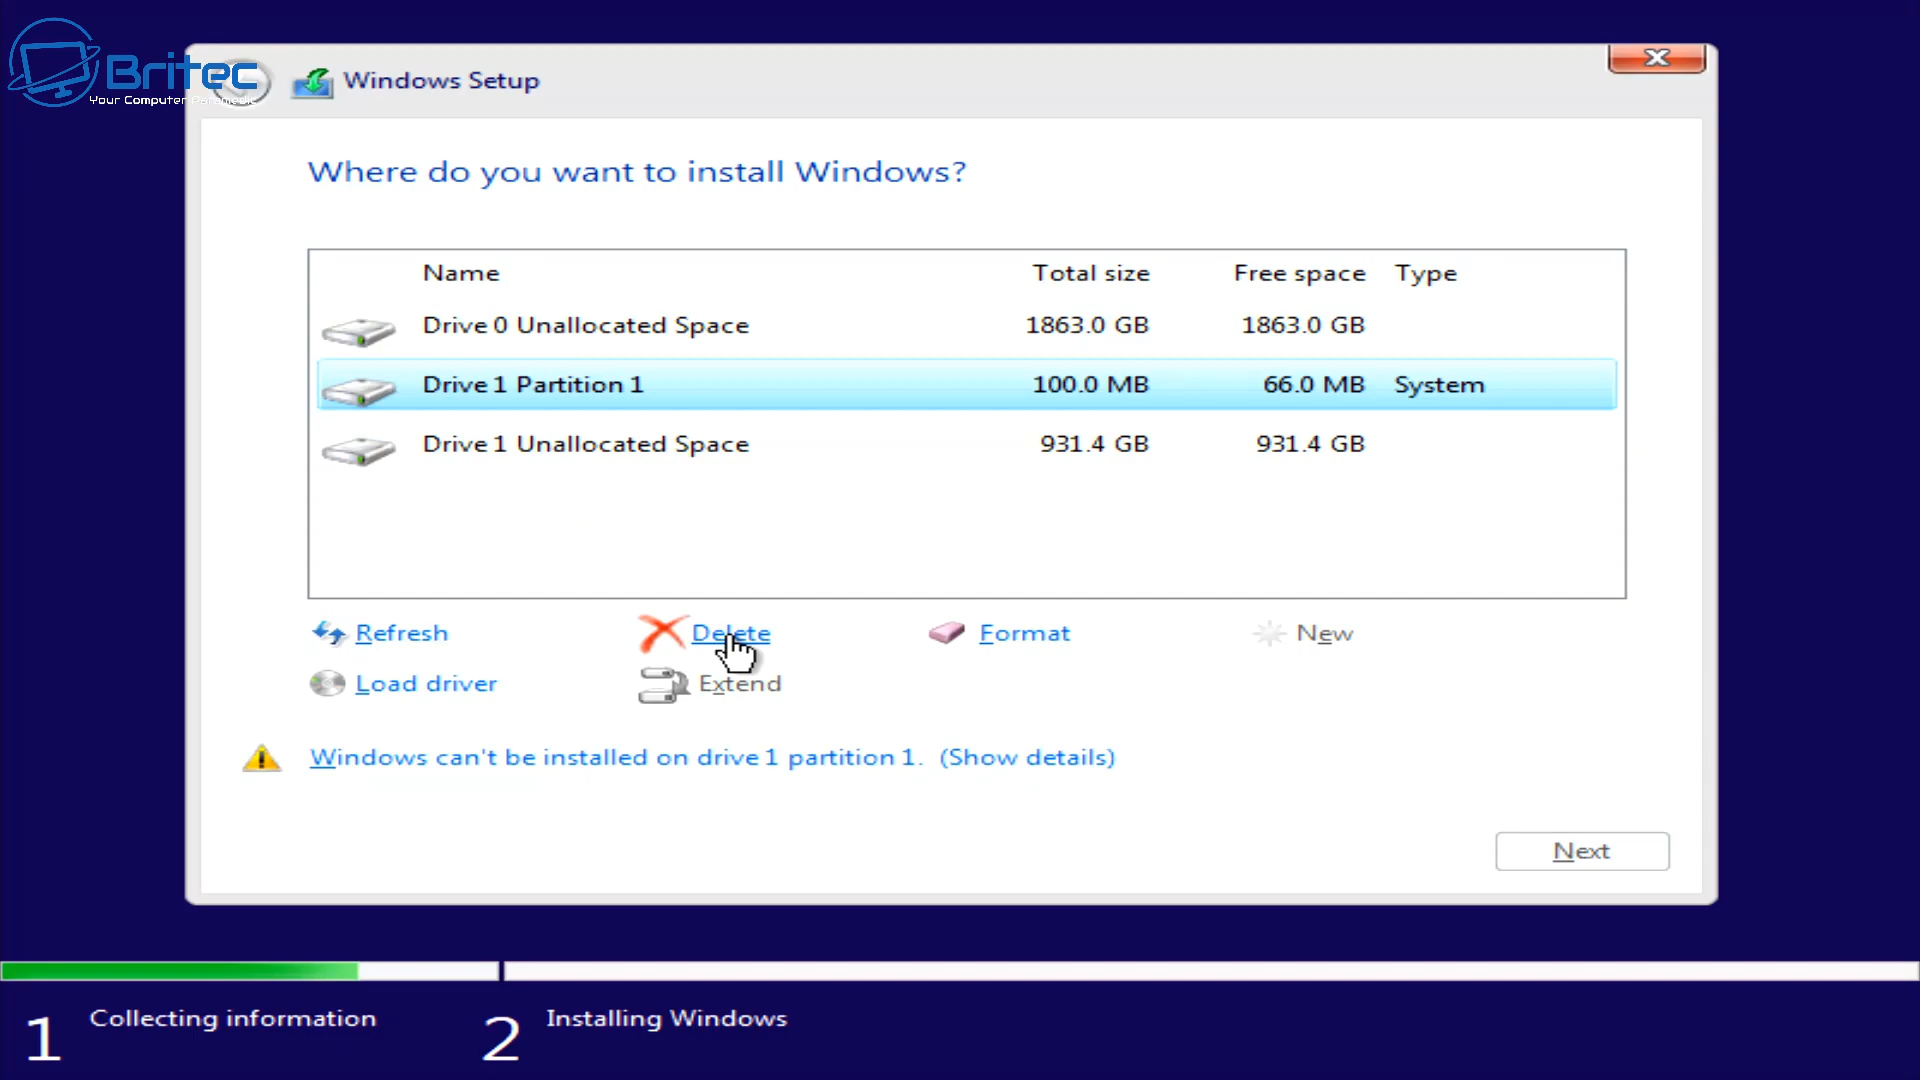 Britec
Your Computer Paramedic
Windows Setup
Where do you want to install Windows?
Name Total size Free space Type
Drive 0 Unallocated Space 1863.0 GB 1863.0 GB
Drive 1 Partition 1 100.0 MB 66.0 MB System
Drive 1 Unallocated Space 931.4 GB 931.4 GB
Refresh Delete Format New
Load driver Extend
Windows can't be installed on drive 1 partition 1. (Show details)
Next
1 Collecting information 2 Installing Windows